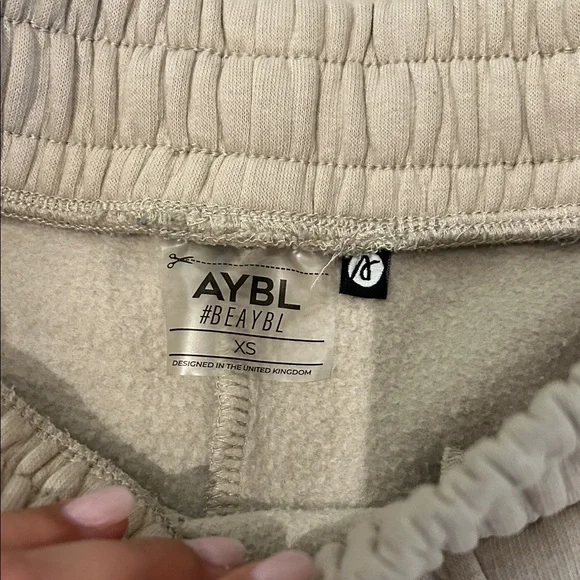 AYBL
#BEAYBL
XS
DESIGNED IN THE UNITED KINGDOM